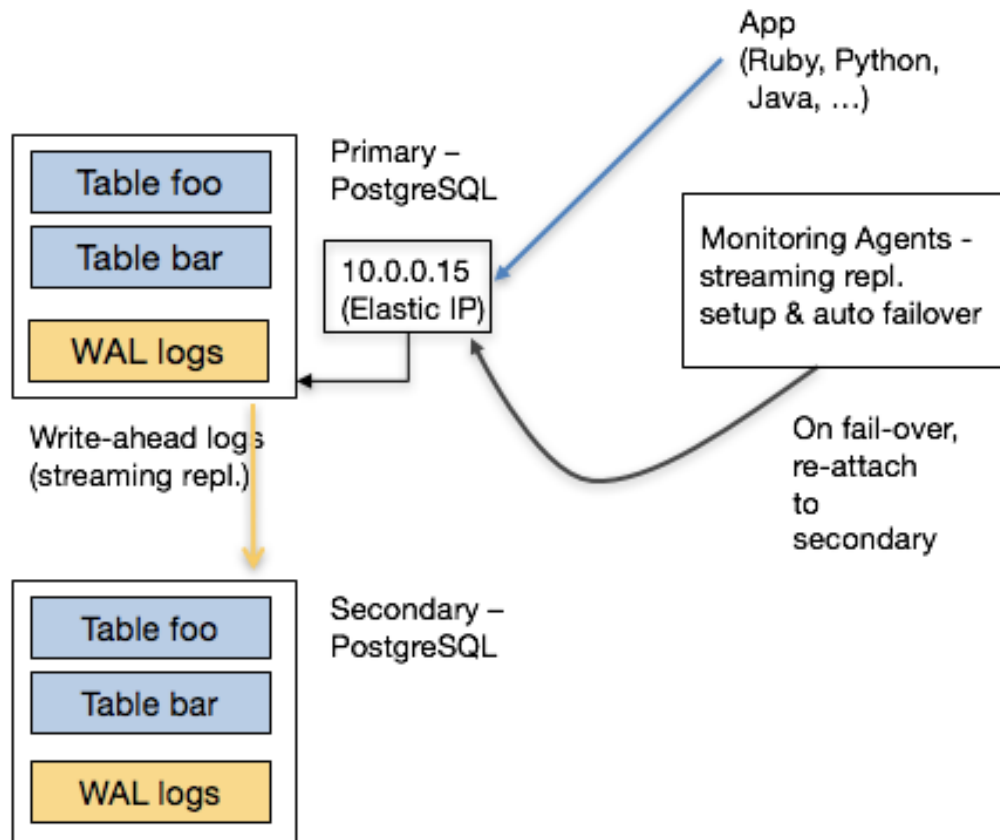 App
(Ruby, Python,
Java, ...)
Primary –
PostgreSQL
Table foo
Table bar
WAL logs
10.0.0.15
(Elastic IP)
Monitoring Agents -
streaming repl.
setup & auto failover
Write-ahead logs
(streaming repl.)
On fail-over,
re-attach
to
secondary
Secondary –
PostgreSQL
Table foo
Table bar
WAL logs